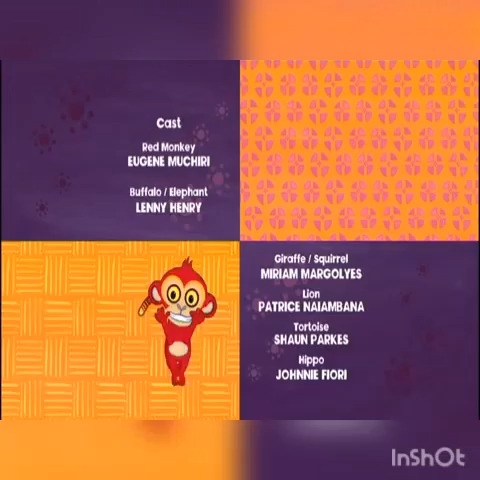 Cast
Red Monkey
EUGENE MUCHIRI
Buffalo / Elephant
LENNY HENRY
Giraffe / Squirrel
MIRIAM MARGOLYES
Lion
PATRICE NAIAMBANA
Tortoise
SHAUN PARKES
Hippo
JOHNNIE FIORI
InShOt